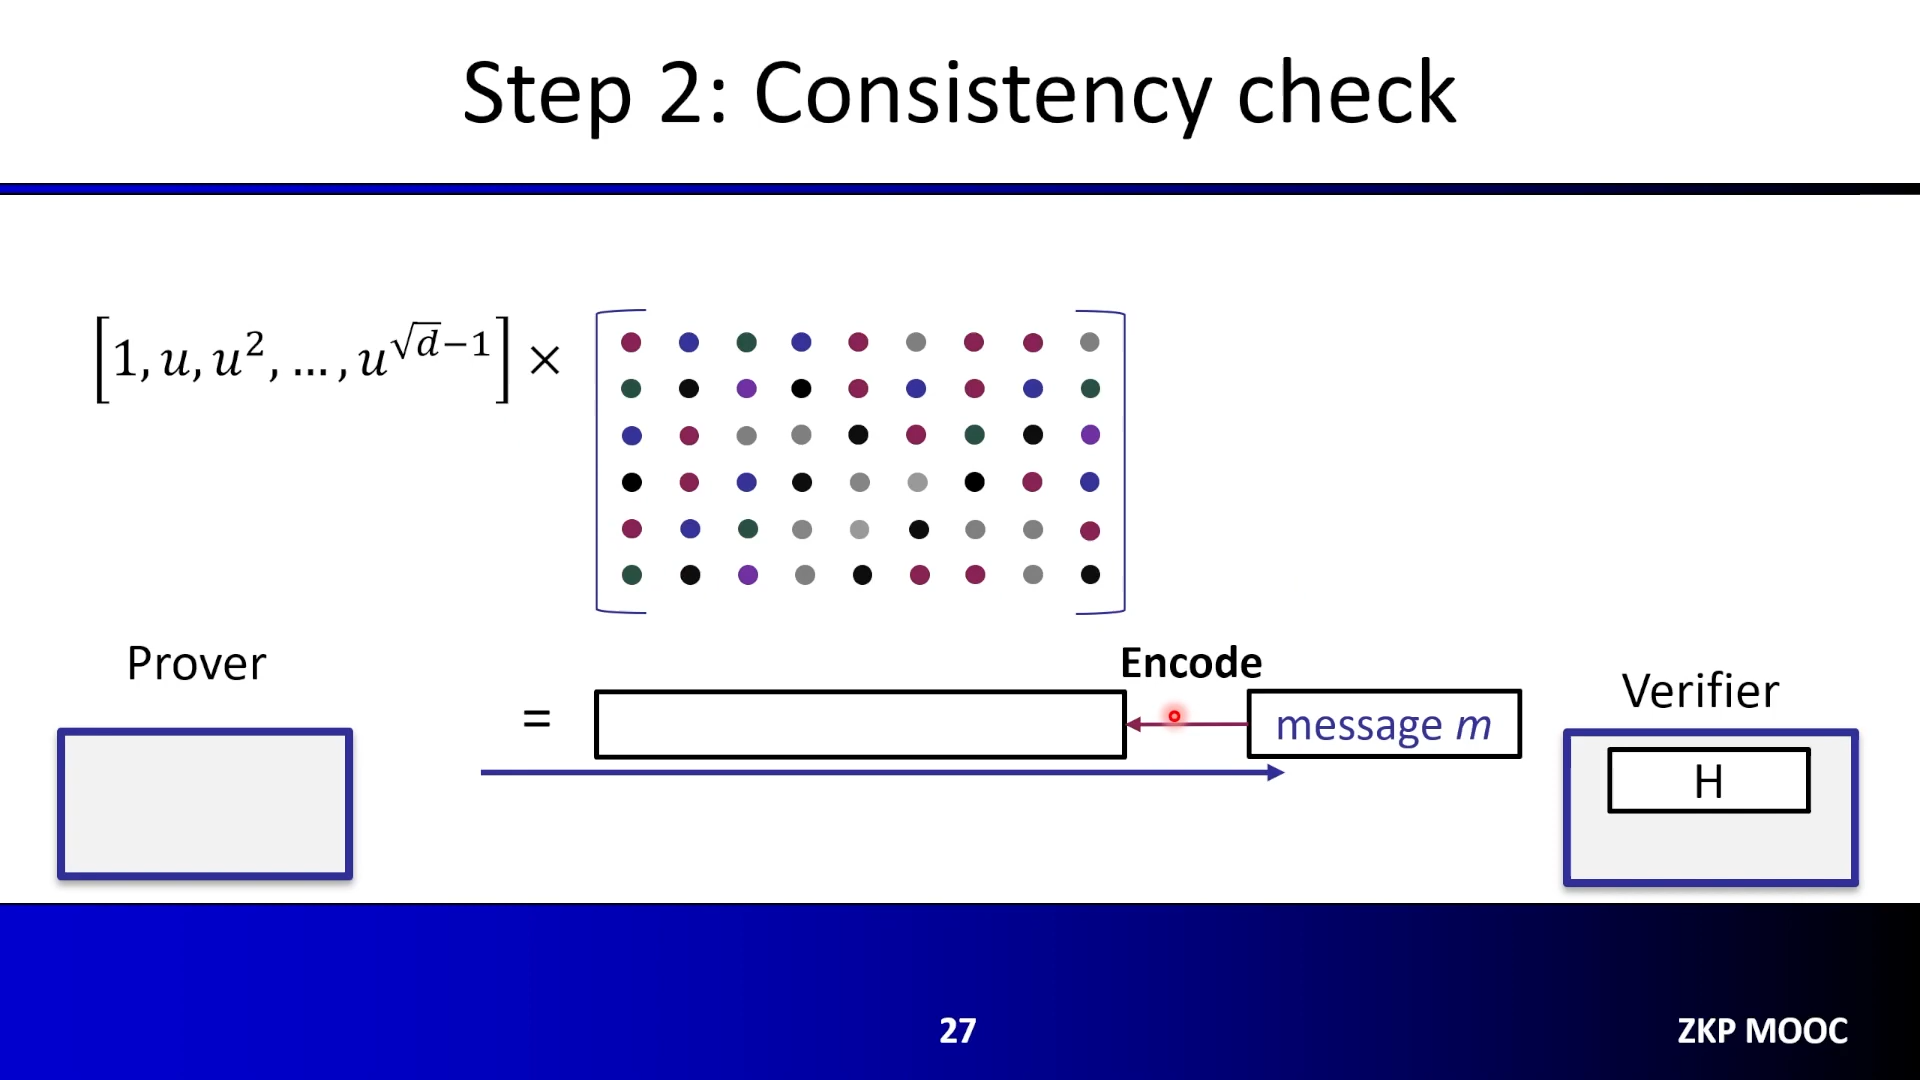 Step 2: Consistency check
[1, u, u², … , u^{√d−1}] ×
Prover
Encode
Verifier
=
message m
H
27
ZKP MOOC